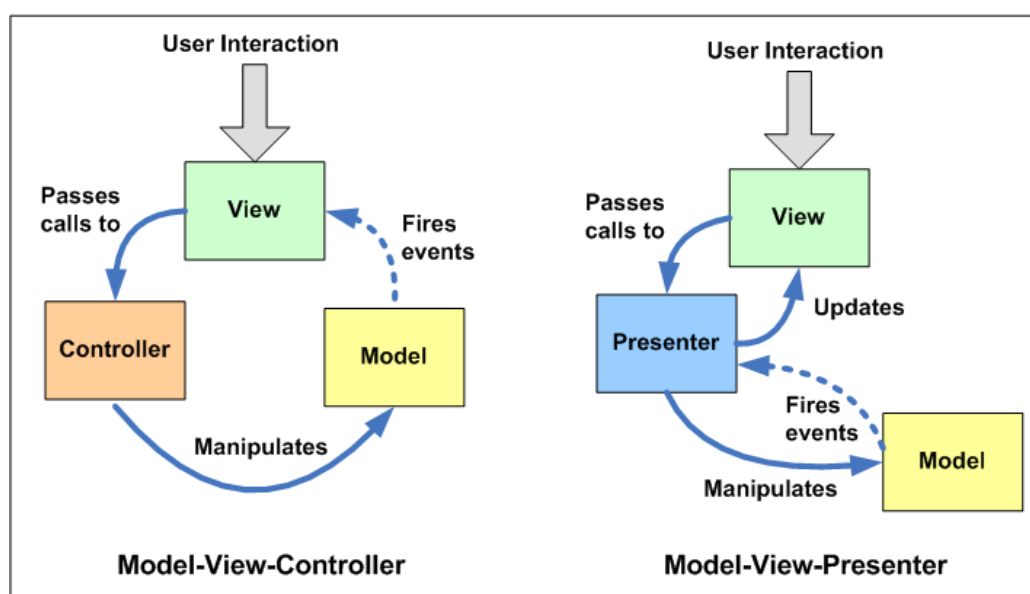 User Interaction
Passes
calls to
View
Fires
events
Controller
Model
Manipulates
Model-View-Controller
User Interaction
Passes
calls to
View
Updates
Presenter
Fires
events
Model
Manipulates
Model-View-Presenter